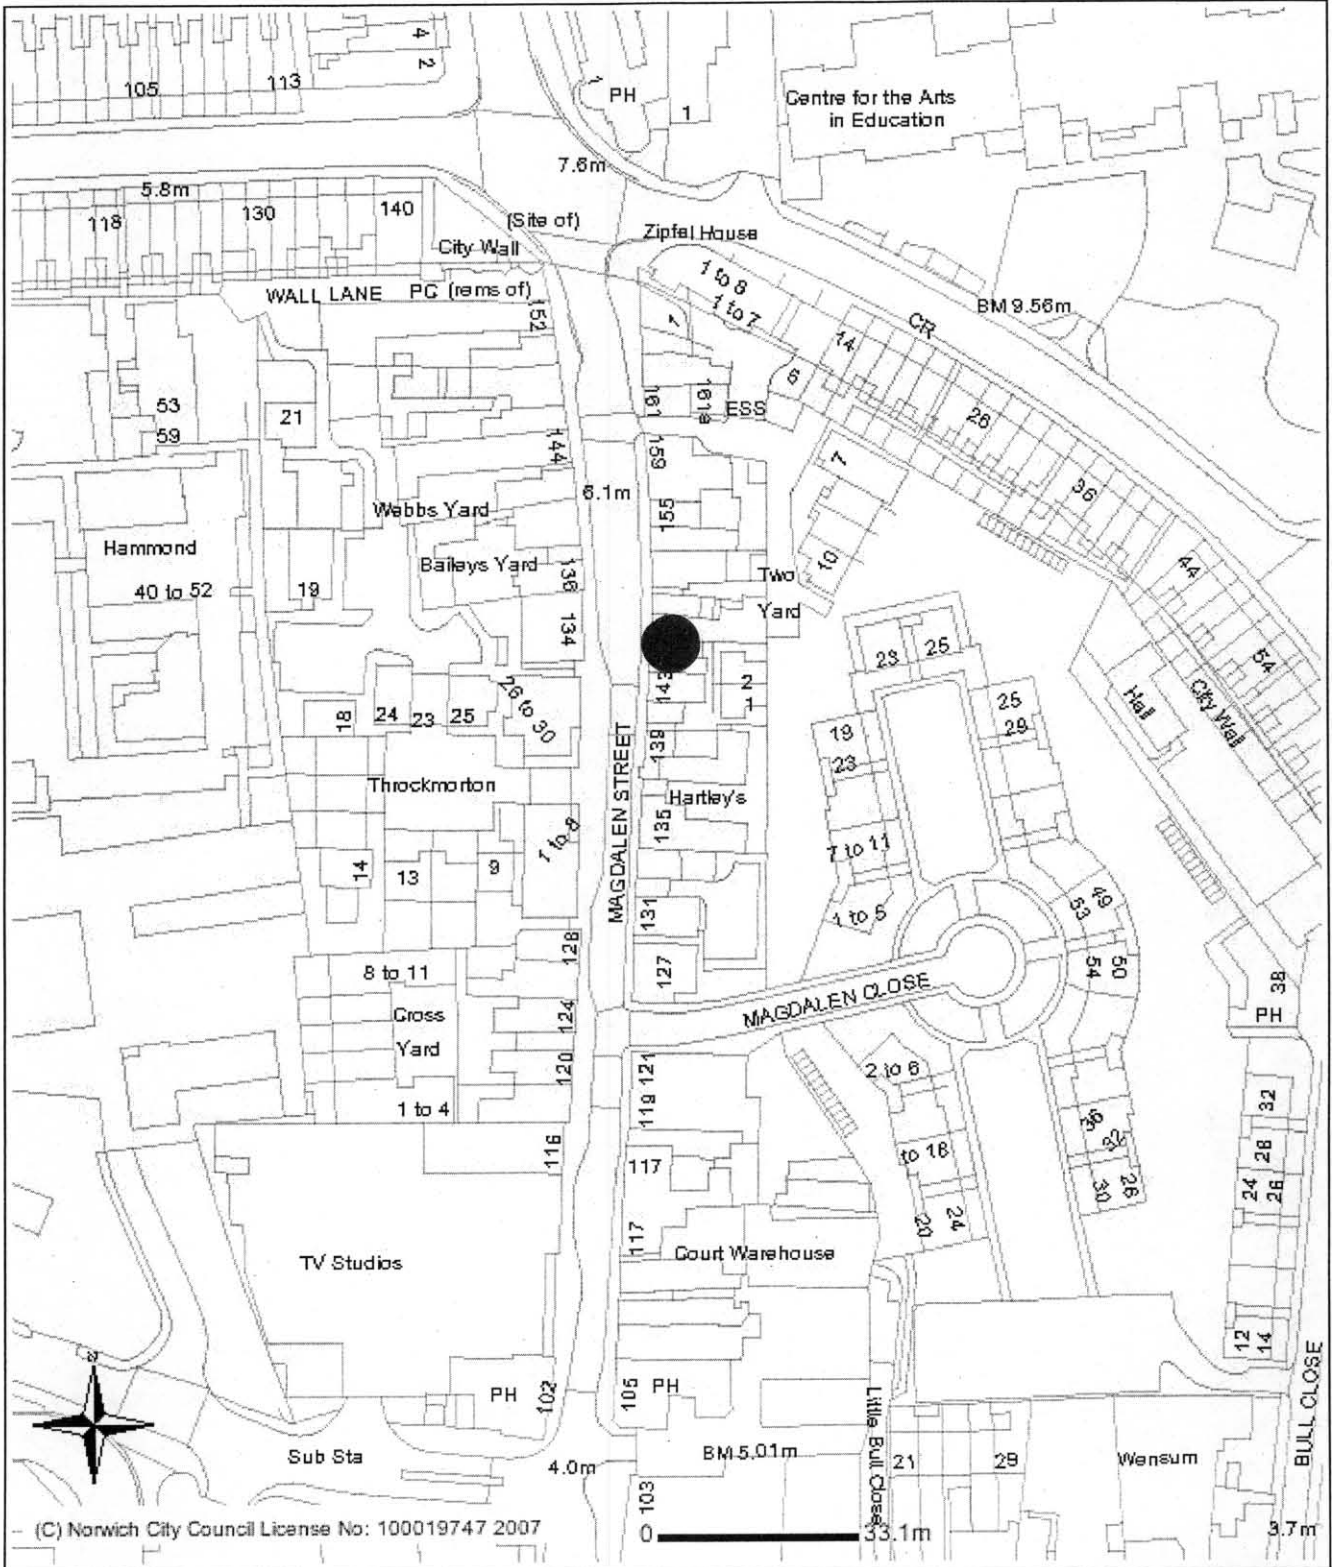 4
2
105
113
1
PH
1
Centre for the Arts
in Education
7.6m
5.8m
118
130
140
(Site of)
City Wall
Zipfel House
1 to 8
1 to 7
WALL LANE
PC (rems of)
152
BM 9.56m
CR
14
7
6
53
59
21
161
161a
ESS
26
144
159
7
36
6.1m
155
Webbs Yard
Hammond
Baileys Yard
136
Two
10
44
40 to 52
19
Yard
134
23
25
54
143
2
1
26 to 30
25
29
Hall
City Wall
18
24
23
25
139
19
23
Throckmorton
MAGDALEN STREET
Hartley's
135
1 to 8
7 to 11
14
13
9
49
53
131
1 to 5
128
8 to 11
127
54
50
38
MAGDALEN CLOSE
PH
Cross
Yard
124
120
2 to 6
1 to 4
119 121
32
36
32
116
117
to 18
28
24
26
30
26
20
24
117
Court Warehouse
TV Studios
12
14
PH
102
105
PH
Little Bull Close
BULL CLOSE
N
Sub Sta
4.0m
BM 5.01m
21
29
Wensum
103
(C) Norwich City Council License No: 100019747 2007
0
33.1m
3.7m